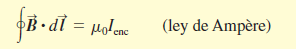 ∮B⃗ · dl⃗ = μ₀I_enc (ley de Ampère)